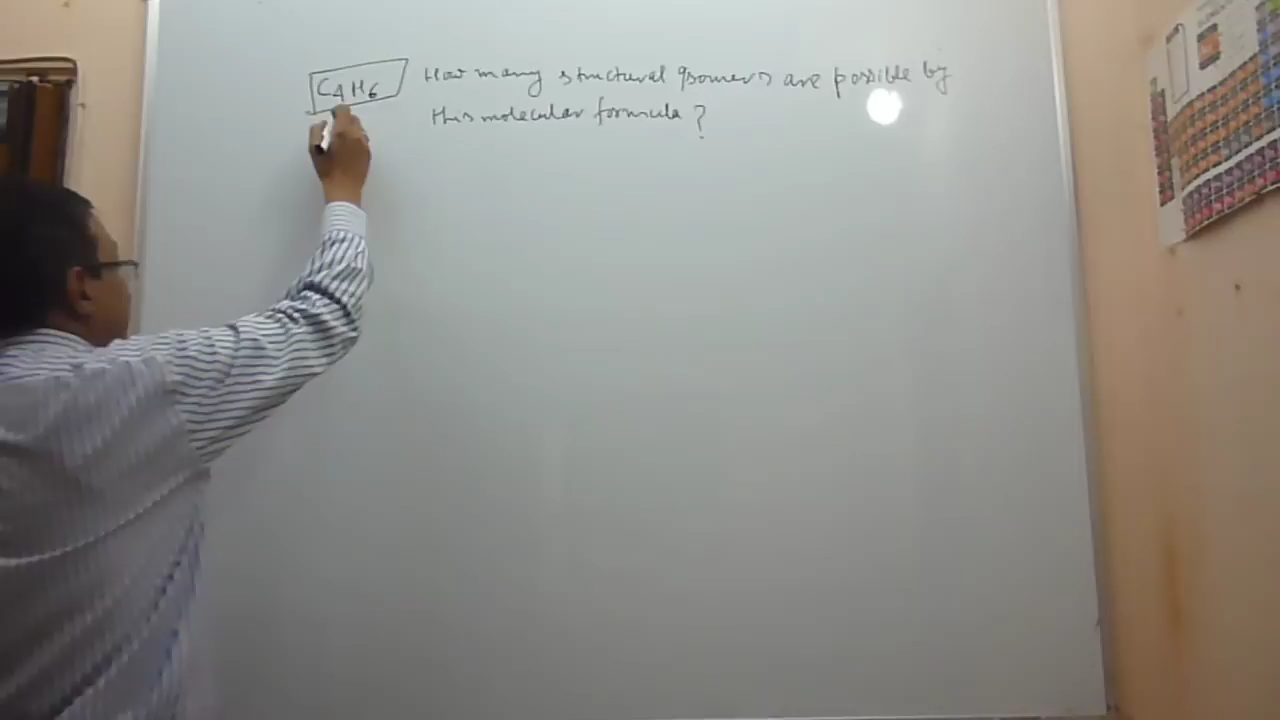 C4H6 How many structural Isomers are possible by
this molecular formula ?